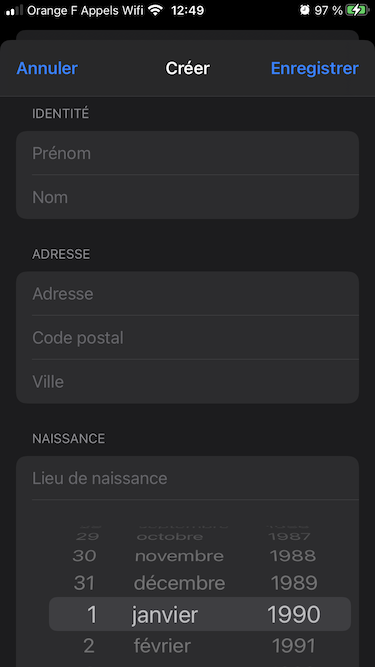 Orange F Appels Wifi 12:49 97 %
Annuler Créer Enregistrer
IDENTITÉ
Prénom
Nom
ADRESSE
Adresse
Code postal
Ville
NAISSANCE
Lieu de naissance
29 octobre 1987
30 novembre 1988
31 décembre 1989
1 janvier 1990
2 février 1991